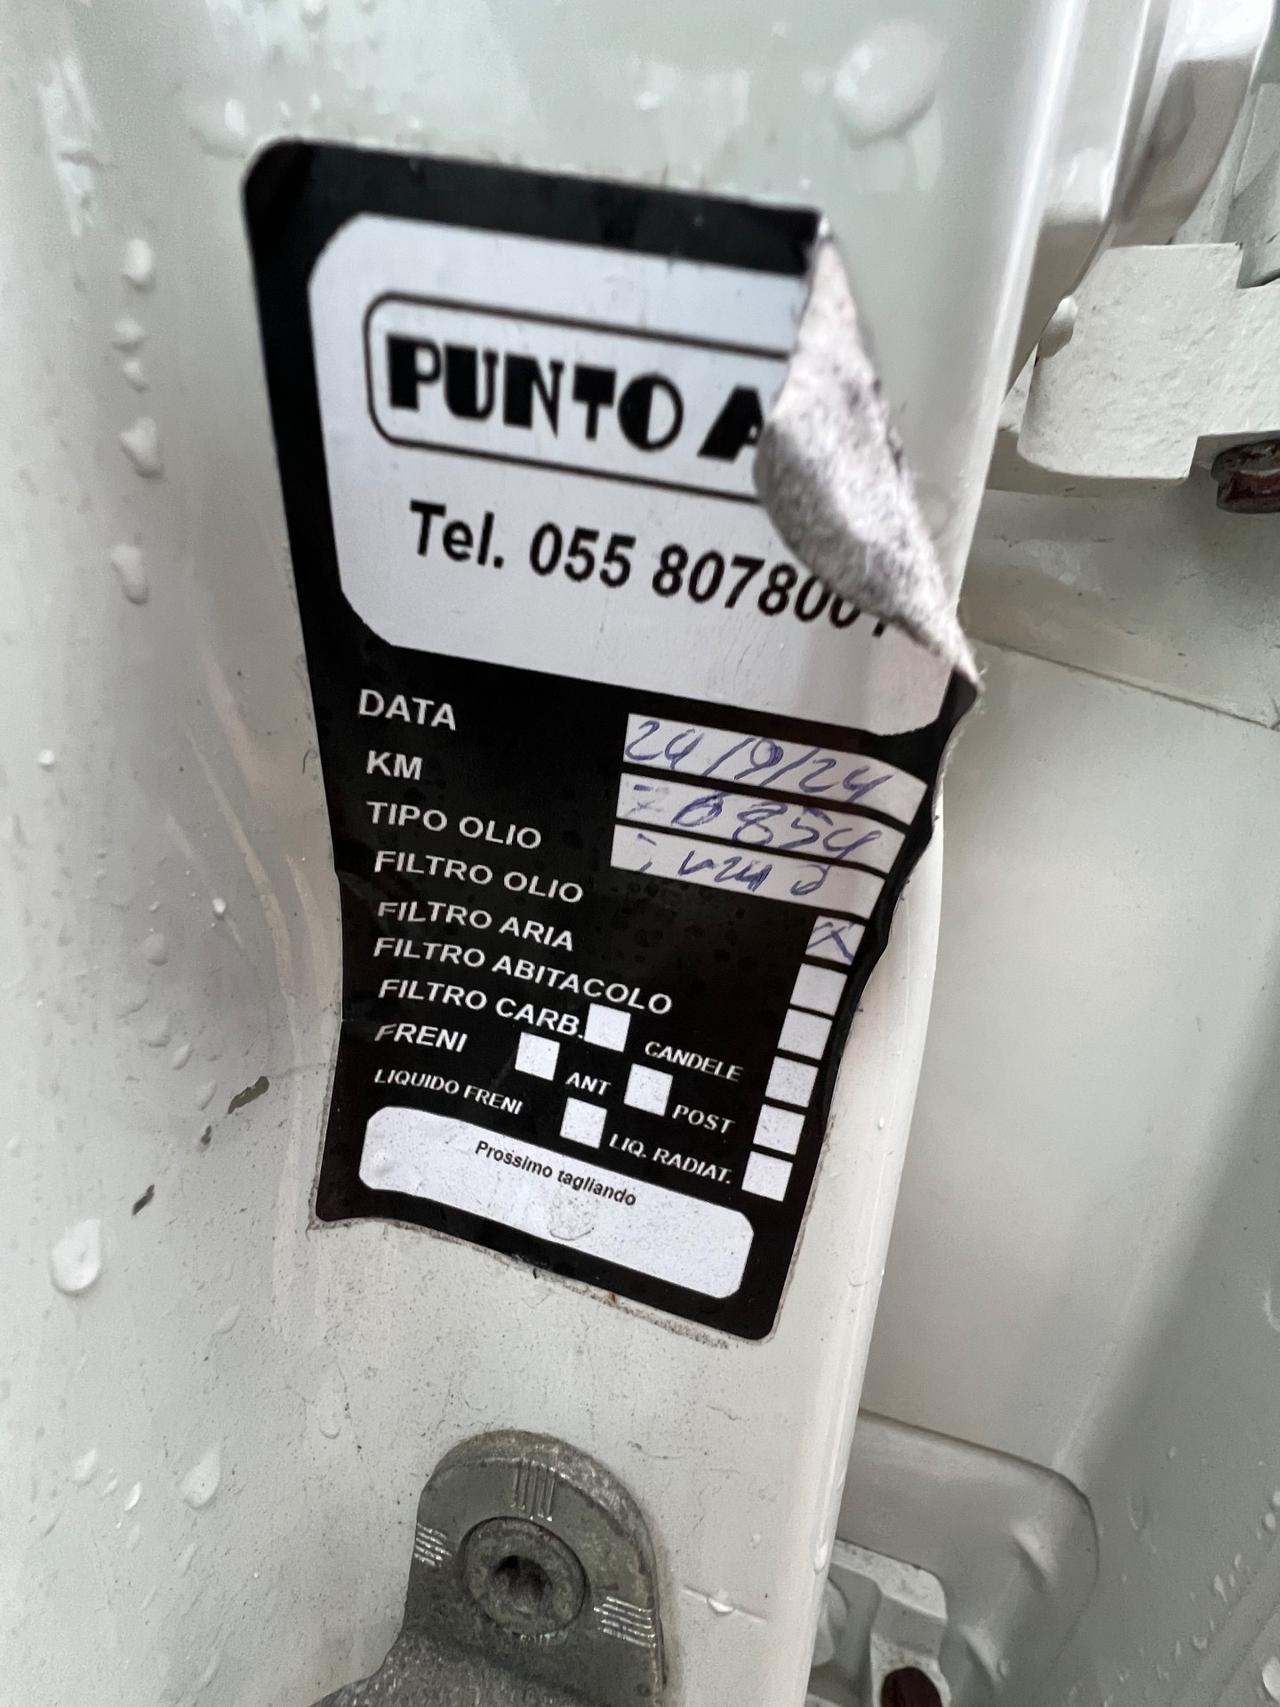 PUNTO
Tel. 055 807800
DATA 24/9/24
KM 76854
TIPO OLIO
FILTRO OLIO X
FILTRO ARIA
FILTRO ABITACOLO
FILTRO CARB. CANDELE
FRENI ANT POST
LIQUIDO FRENI LIQ. RADIAT.
Prossimo tagliando